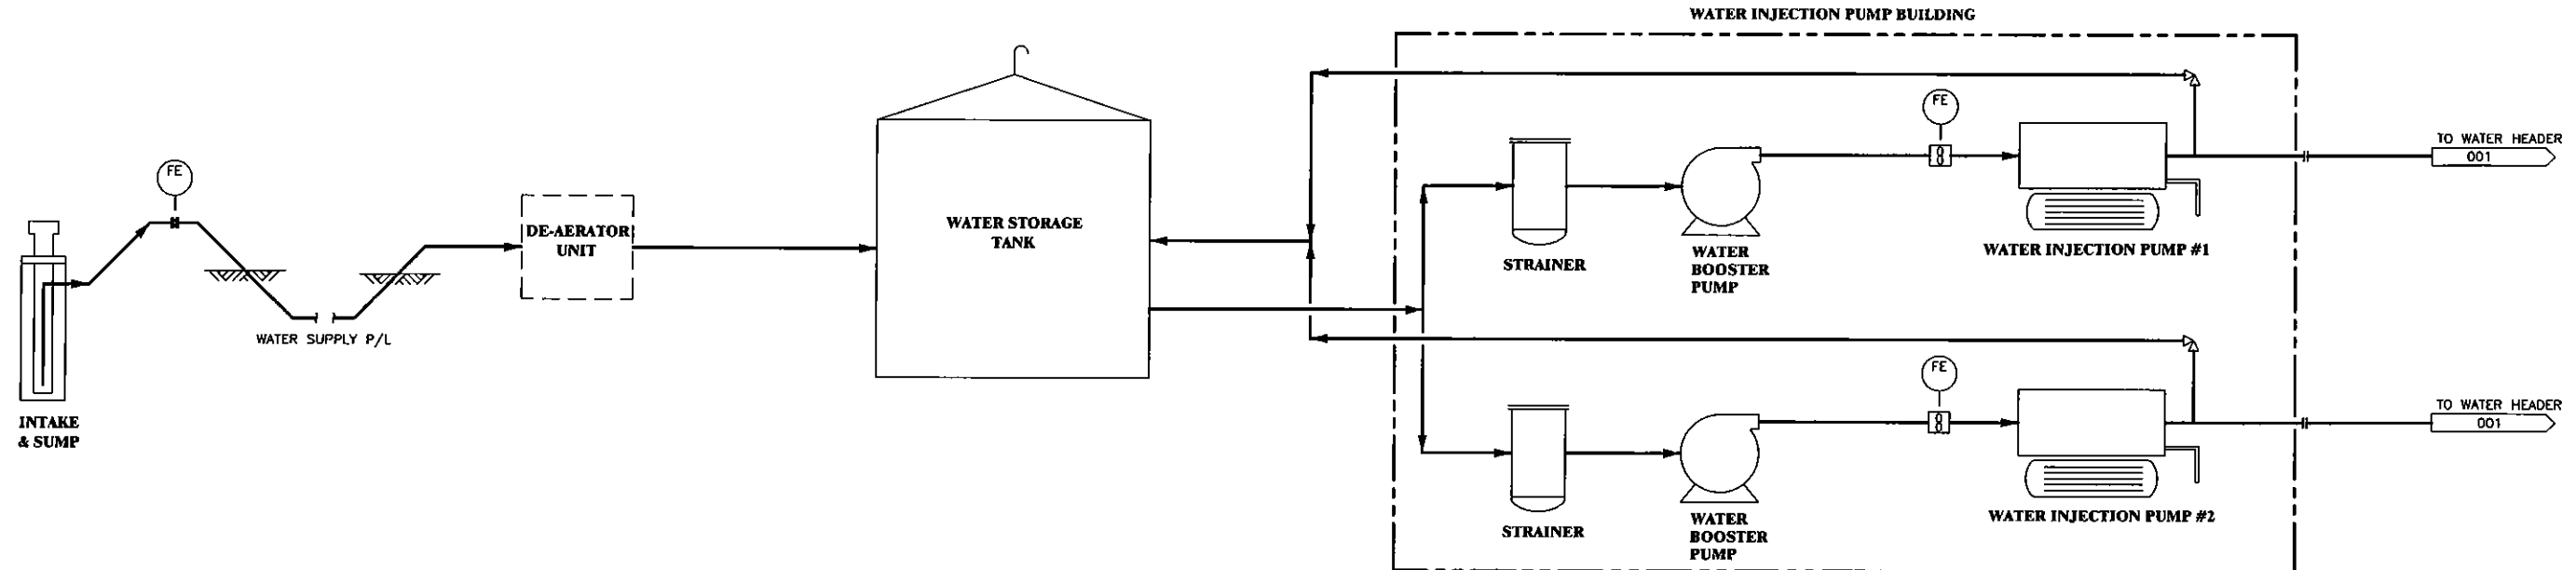 WATER INJECTION PUMP BUILDING
FE
TO WATER HEADER
001
FE
DE-AERATOR
UNIT
WATER STORAGE
TANK
WATER SUPPLY P/L
INTAKE
& SUMP
STRAINER
WATER
BOOSTER
PUMP
WATER INJECTION PUMP #1
FE
TO WATER HEADER
001
STRAINER
WATER
BOOSTER
PUMP
WATER INJECTION PUMP #2